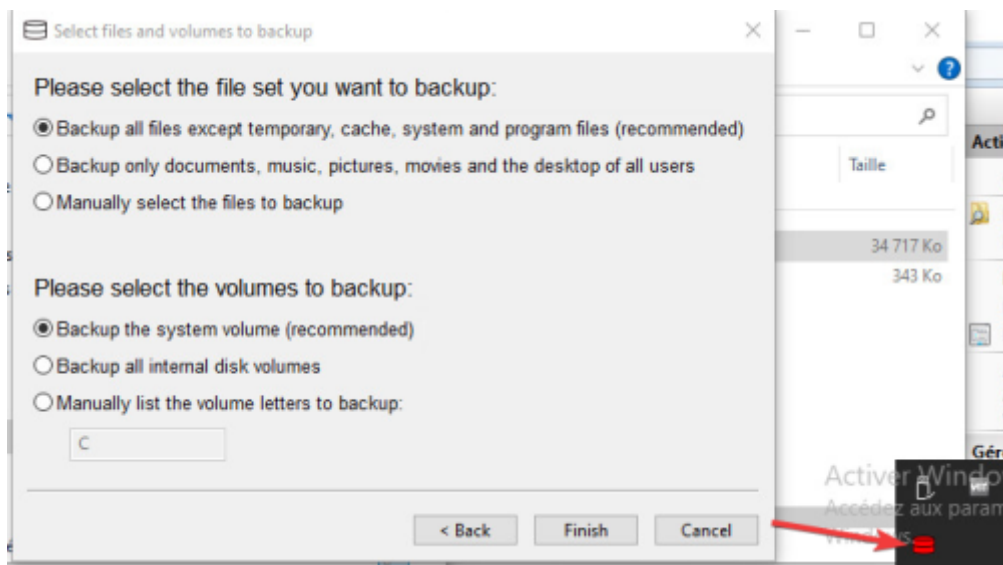 Select files and volumes to backup
Please select the file set you want to backup:
Backup all files except temporary, cache, system and program files (recommended)
Backup only documents, music, pictures, movies and the desktop of all users
Manually select the files to backup
Please select the volumes to backup:
Backup the system volume (recommended)
Backup all internal disk volumes
Manually list the volume letters to backup:
C
< Back
Finish
Cancel
Taille
34 717 Ko
343 Ko
Acti
Gér
Activer Windo
Accédez aux param
Windows.